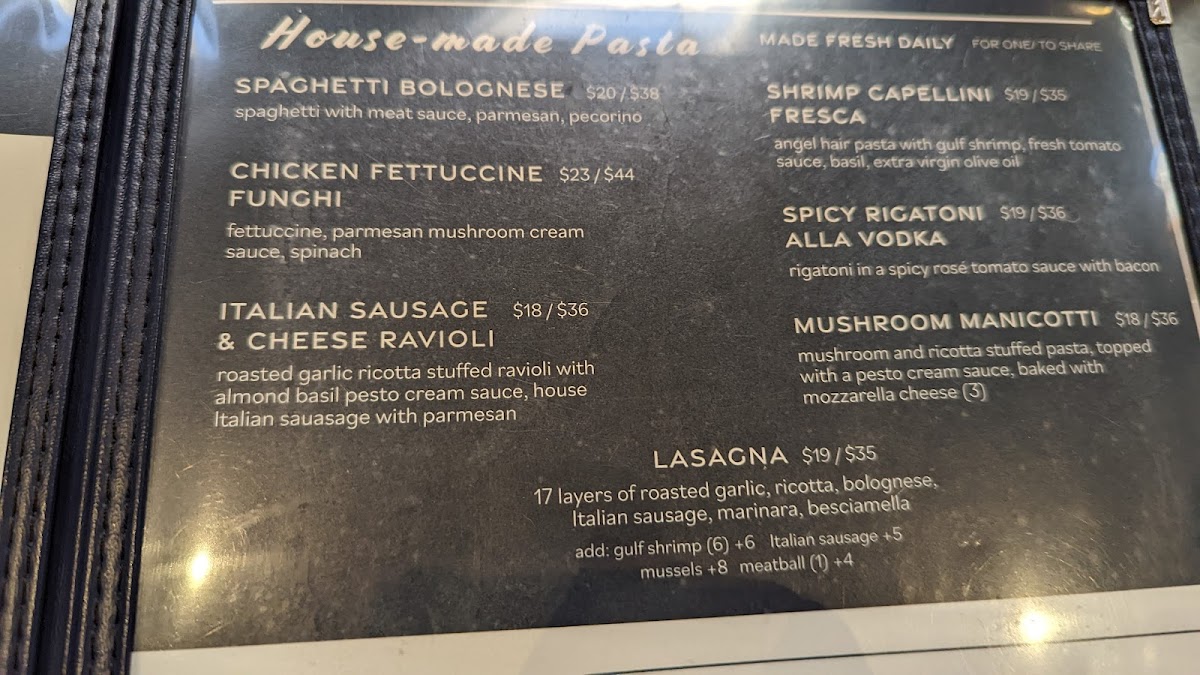 House-made Pasta
MADE FRESH DAILY FOR ONE/ TO SHARE
SPAGHETTI BOLOGNESE $20 / $38
spaghetti with meat sauce, parmesan, pecorino
CHICKEN FETTUCCINE $23 / $44
FUNGHI
fettuccine, parmesan mushroom cream
sauce, spinach
ITALIAN SAUSAGE $18 / $36
& CHEESE RAVIOLI
roasted garlic ricotta stuffed ravioli with
almond basil pesto cream sauce, house
Italian sauasage with parmesan
SHRIMP CAPELLINI $19 / $35
FRESCA
angel hair pasta with gulf shrimp, fresh tomato
sauce, basil, extra virgin olive oil
SPICY RIGATONI $19 / $36
ALLA VODKA
rigatoni in a spicy rosé tomato sauce with bacon
MUSHROOM MANICOTTI $18 / $36
mushroom and ricotta stuffed pasta, topped
with a pesto cream sauce, baked with
mozzarella cheese (3)
LASAGNA $19 / $35
17 layers of roasted garlic, ricotta, bolognese,
Italian sausage, marinara, besciamella
add: gulf shrimp (6) +6 Italian sausage +5
mussels +8 meatball (1) +4